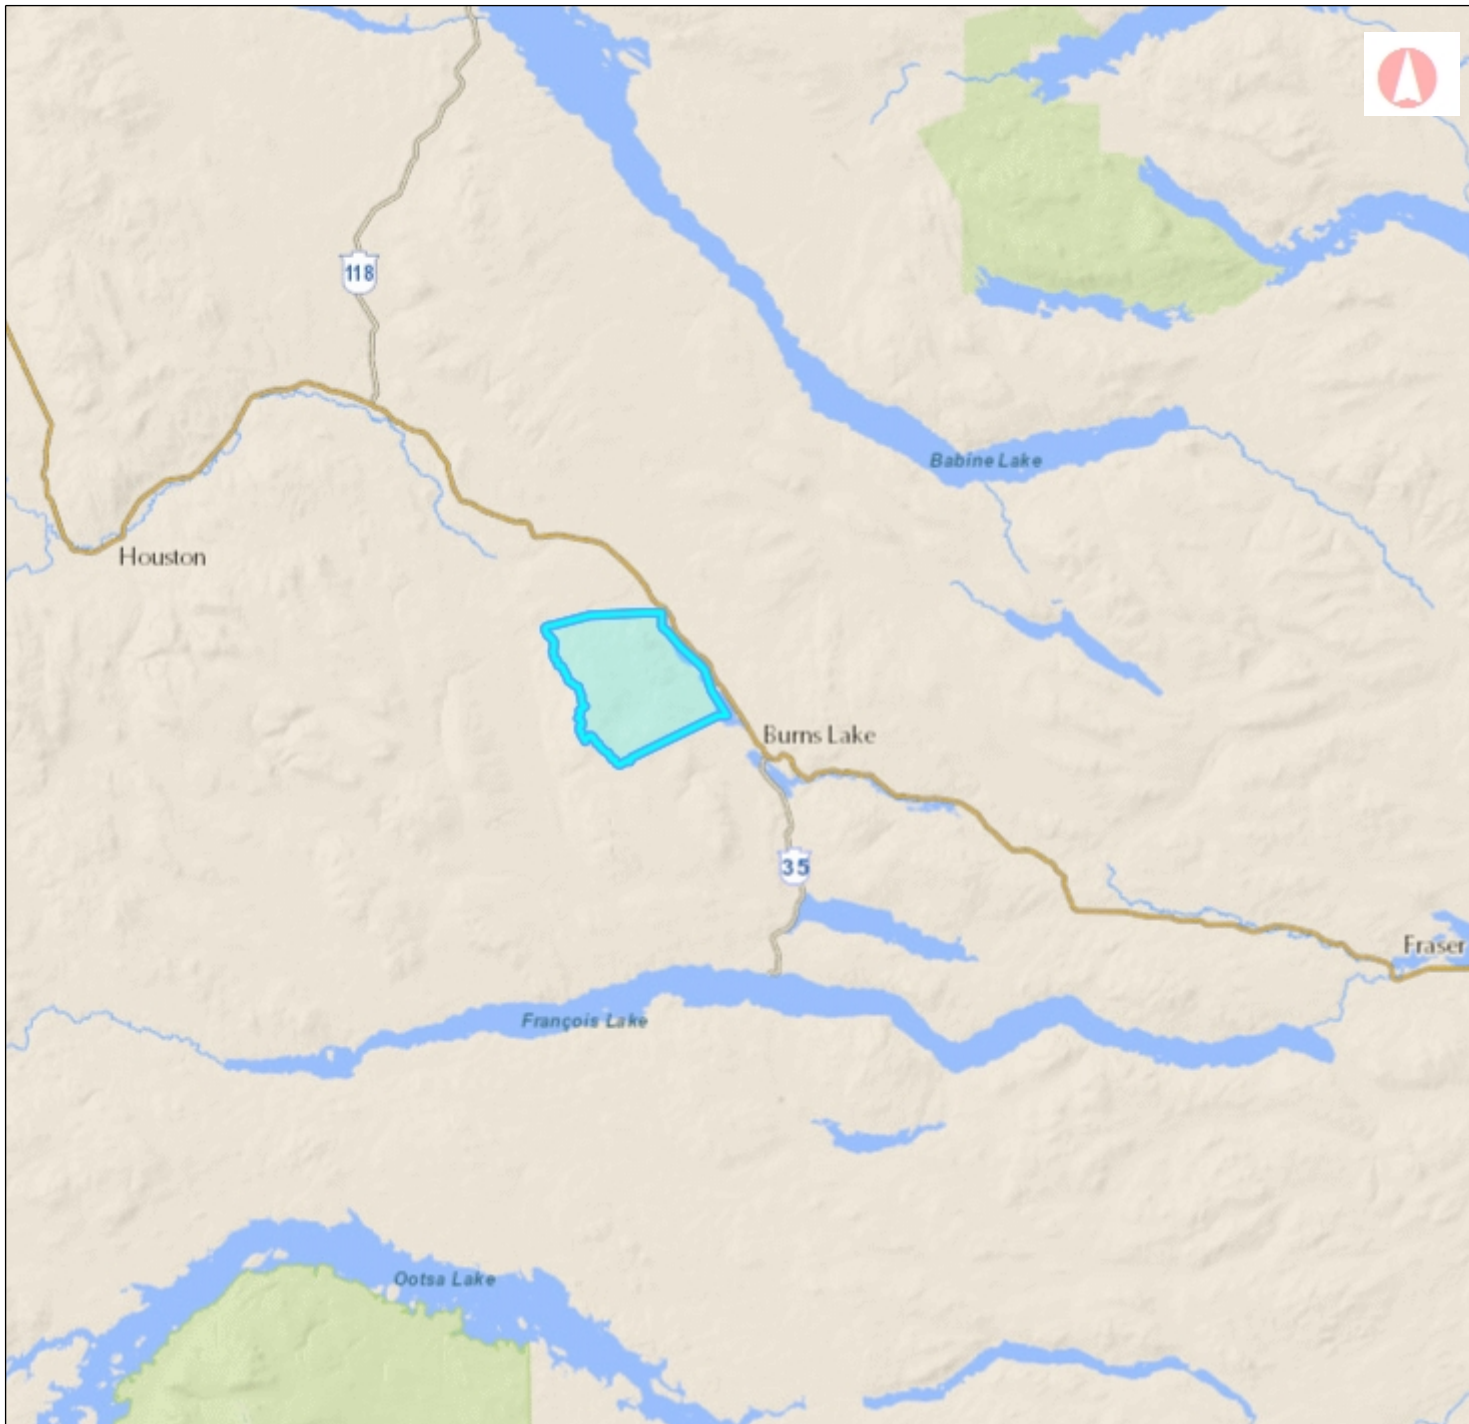 118
Babine Lake
Houston
Burns Lake
35
Fraser
François Lake
Ootsa Lake